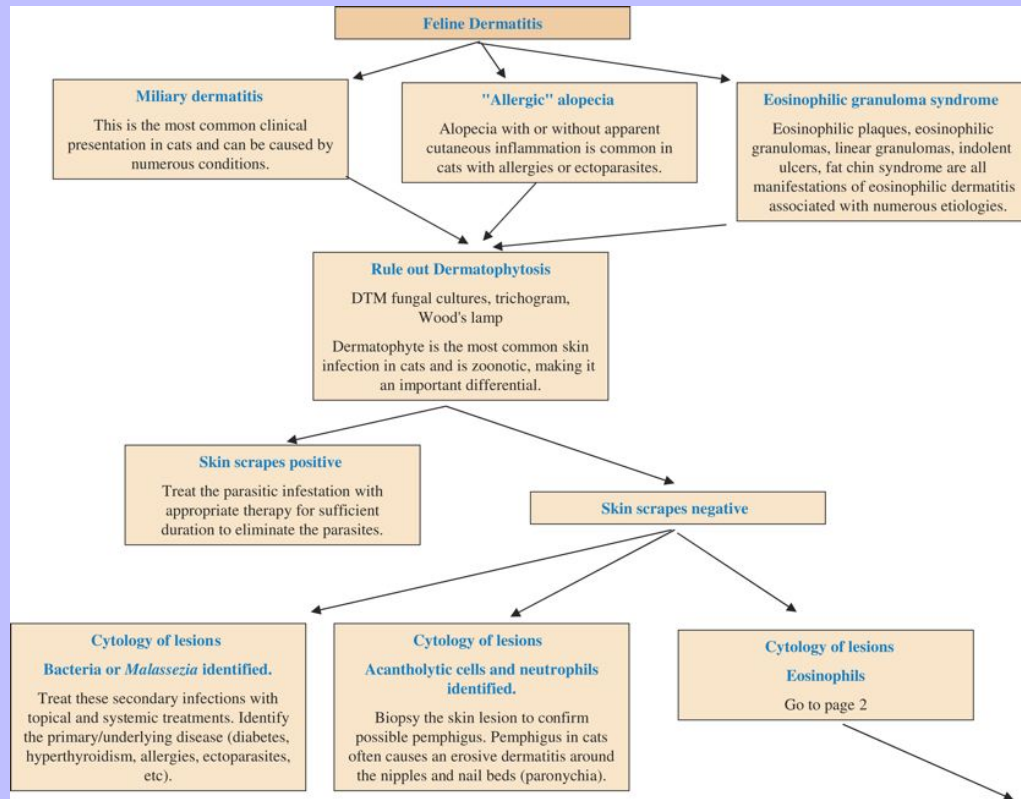 Feline Dermatitis
Miliary dermatitis
This is the most common clinical
presentation in cats and can be caused by
numerous conditions.
"Allergic" alopecia
Alopecia with or without apparent
cutaneous inflammation is common in
cats with allergies or ectoparasites.
Eosinophilic granuloma syndrome
Eosinophilic plaques, eosinophilic
granulomas, linear granulomas, indolent
ulcers, fat chin syndrome are all
manifestations of eosinophilic dermatitis
associated with numerous etiologies.
Rule out Dermatophytosis
DTM fungal cultures, trichogram,
Wood's lamp
Dermatophyte is the most common skin
infection in cats and is zoonotic, making it
an important differential.
Skin scrapes positive
Treat the parasitic infestation with
appropriate therapy for sufficient
duration to eliminate the parasites.
Skin scrapes negative
Cytology of lesions
Bacteria or Malassezia identified.
Treat these secondary infections with
topical and systemic treatments. Identify
the primary/underlying disease (diabetes,
hyperthyroidism, allergies, ectoparasites,
etc).
Cytology of lesions
Acantholytic cells and neutrophils
identified.
Biopsy the skin lesion to confirm
possible pemphigus. Pemphigus in cats
often causes an erosive dermatitis around
the nipples and nail beds (paronychia).
Cytology of lesions
Eosinophils
Go to page 2